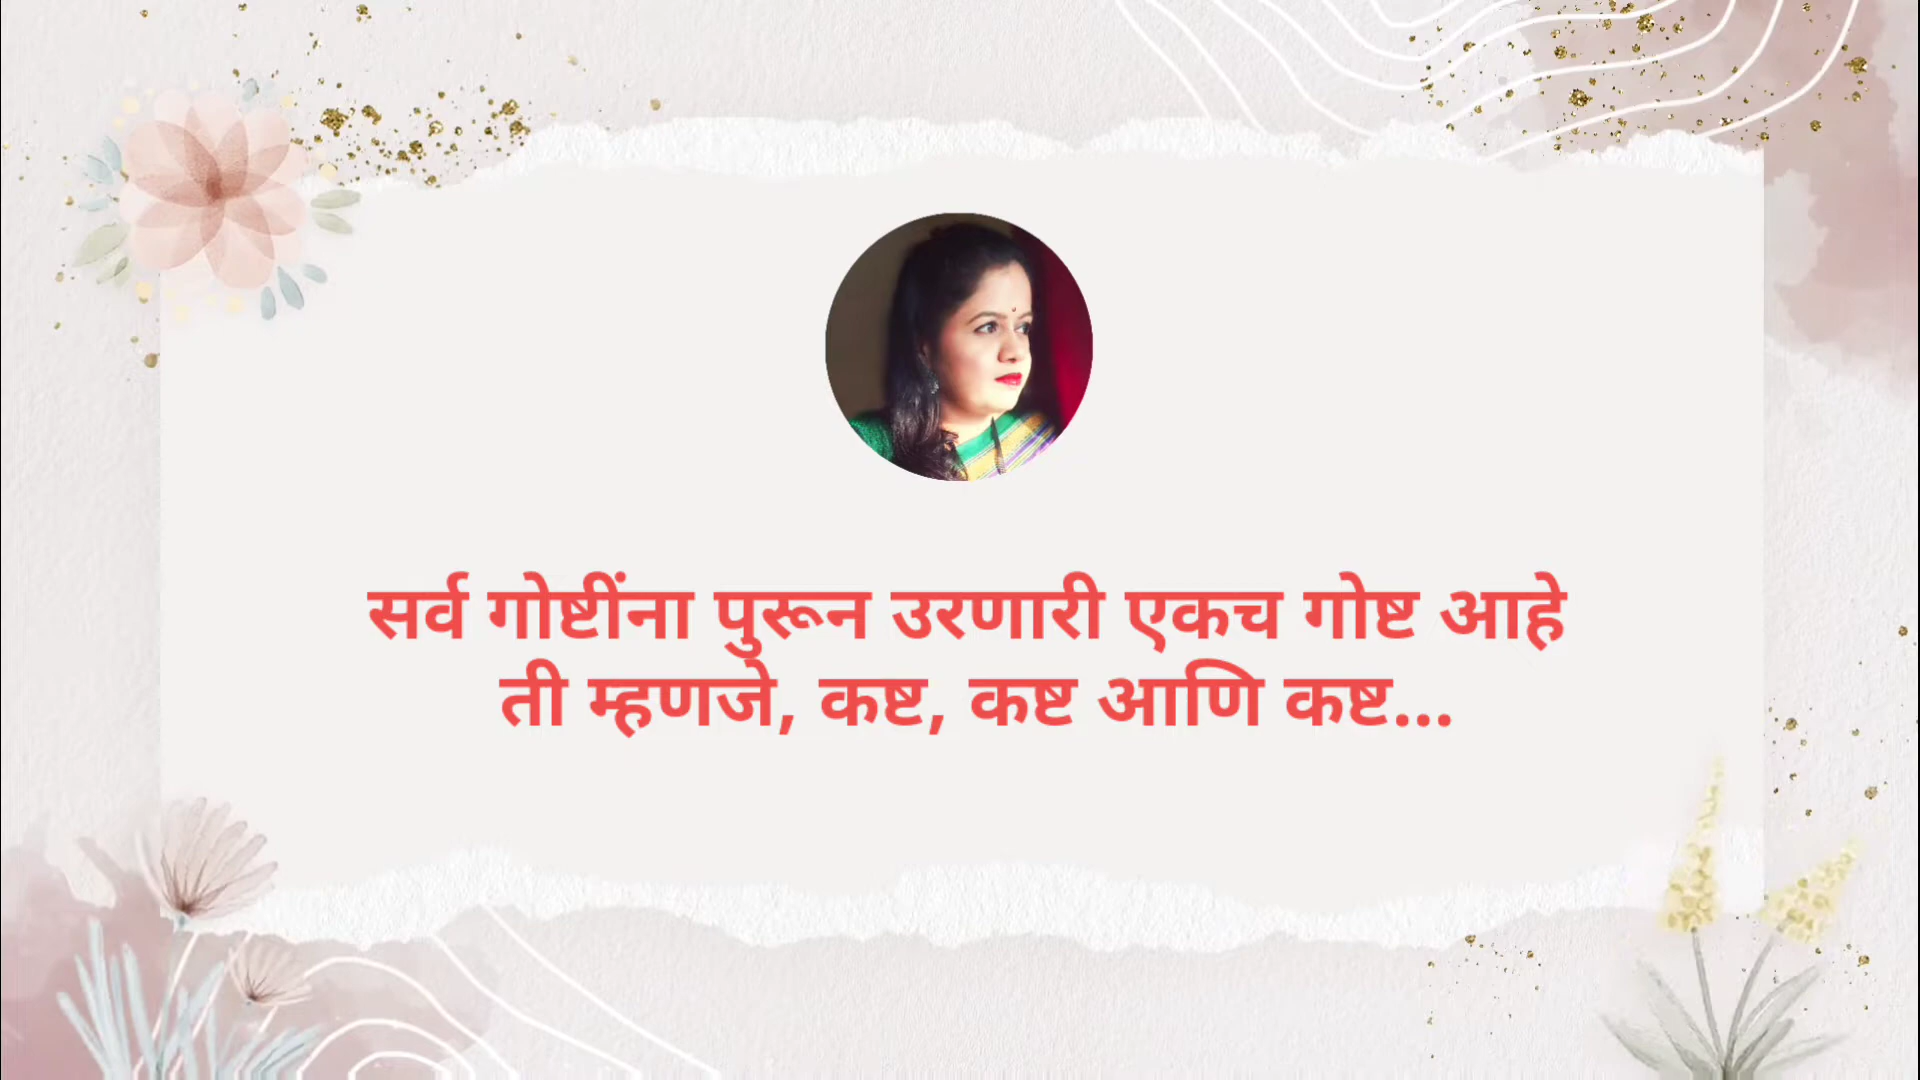 सर्व गोष्टींना पुरून उरणारी एकच गोष्ट आहे
ती म्हणजे, कष्ट, कष्ट आणि कष्ट...